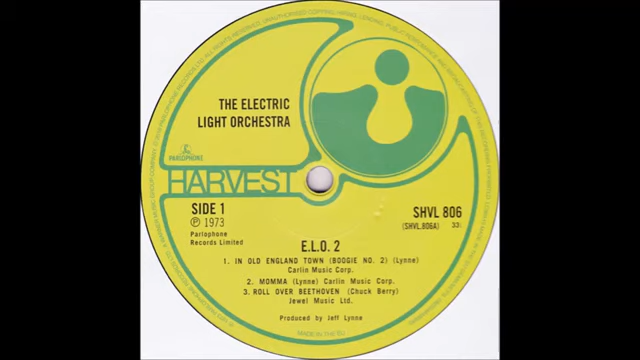 THE ELECTRIC
LIGHT ORCHESTRA
PARLOPHONE
HARVEST
SIDE 1
SHVL 806
℗ 1973
(SHVL.806A) 33⅓
Parlophone
Records Limited
E.L.O. 2
1. IN OLD ENGLAND TOWN (BOOGIE NO. 2) (Lynne)
Carlin Music Corp.
2. MOMMA (Lynne) Carlin Music Corp.
3. ROLL OVER BEETHOVEN (Chuck Berry)
Jewel Music Ltd.
Produced by Jeff Lynne
MADE IN THE EU